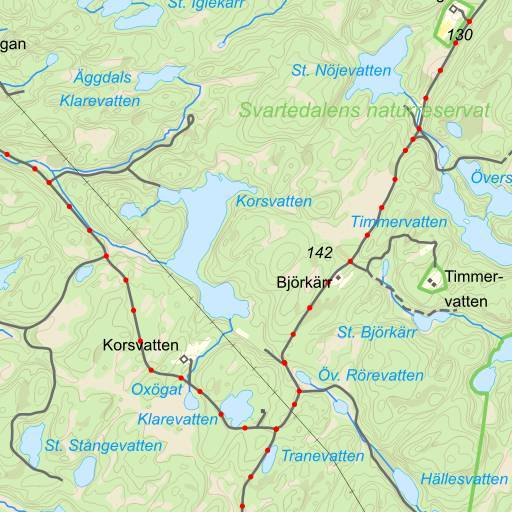 St. Iglekärr
130
gan
St. Nöjevatten
Äggdals
Klarevatten
Svartedalens naturreservat
Övers
Korsvatten
Timmervatten
142
Björkärr
Timmer-
vatten
St. Björkärr
Korsvatten
Öv. Rörevatten
Oxögat
Klarevatten
St. Stångevatten
Tranevatten
Hällesvatten